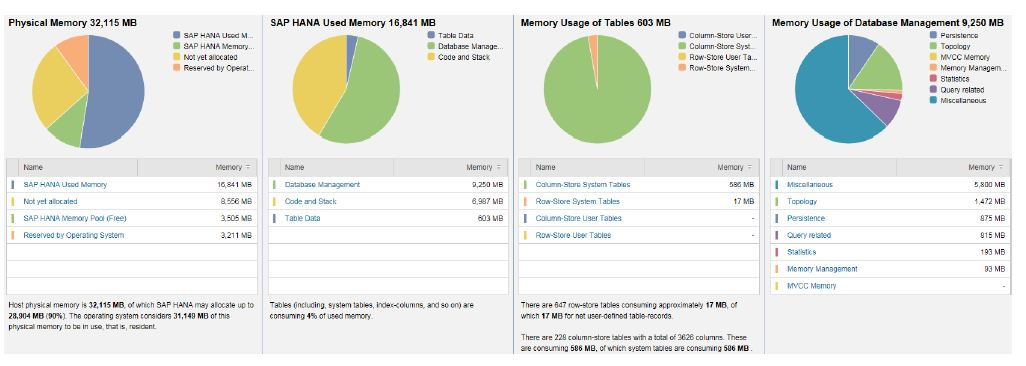 Physical Memory 32,115 MB
SAP HANA Used M...
SAP HANA Memory...
Not yet allocated
Reserved by Operat...
Name Memory
SAP HANA Used Memory 16,841 MB
Not yet allocated 8,556 MB
SAP HANA Memory Pool (Free) 3,505 MB
Reserved by Operating System 3,211 MB
Host physical memory is 32,115 MB, of which SAP HANA may allocate up to
28,904 MB (90%). The operating system considers 31,149 MB of this
physical memory to be in use, that is, resident.
SAP HANA Used Memory 16,841 MB
Table Data
Database Manage...
Code and Stack
Name Memory
Database Management 9,250 MB
Code and Stack 6,987 MB
Table Data 603 MB
Tables (including, system tables, index-columns, and so on) are
consuming 4% of used memory.
Memory Usage of Tables 603 MB
Column-Store User...
Column-Store Syst...
Row-Store User Ta...
Row-Store System...
Name Memory
Column-Store System Tables 586 MB
Row-Store System Tables 17 MB
Column-Store User Tables -
Row-Store User Tables -
There are 647 row-store tables consuming approximately 17 MB, of
which 17 MB for net user-defined table-records.
There are 228 column-store tables with a total of 3626 columns. These
are consuming 586 MB, of which system tables are consuming 586 MB .
Memory Usage of Database Management 9,250 MB
Persistence
Topology
MVCC Memory
Memory Managem...
Statistics
Query related
Miscellaneous
Name Memory
Miscellaneous 5,800 MB
Topology 1,472 MB
Persistence 875 MB
Query related 815 MB
Statistics 193 MB
Memory Management 93 MB
MVCC Memory -